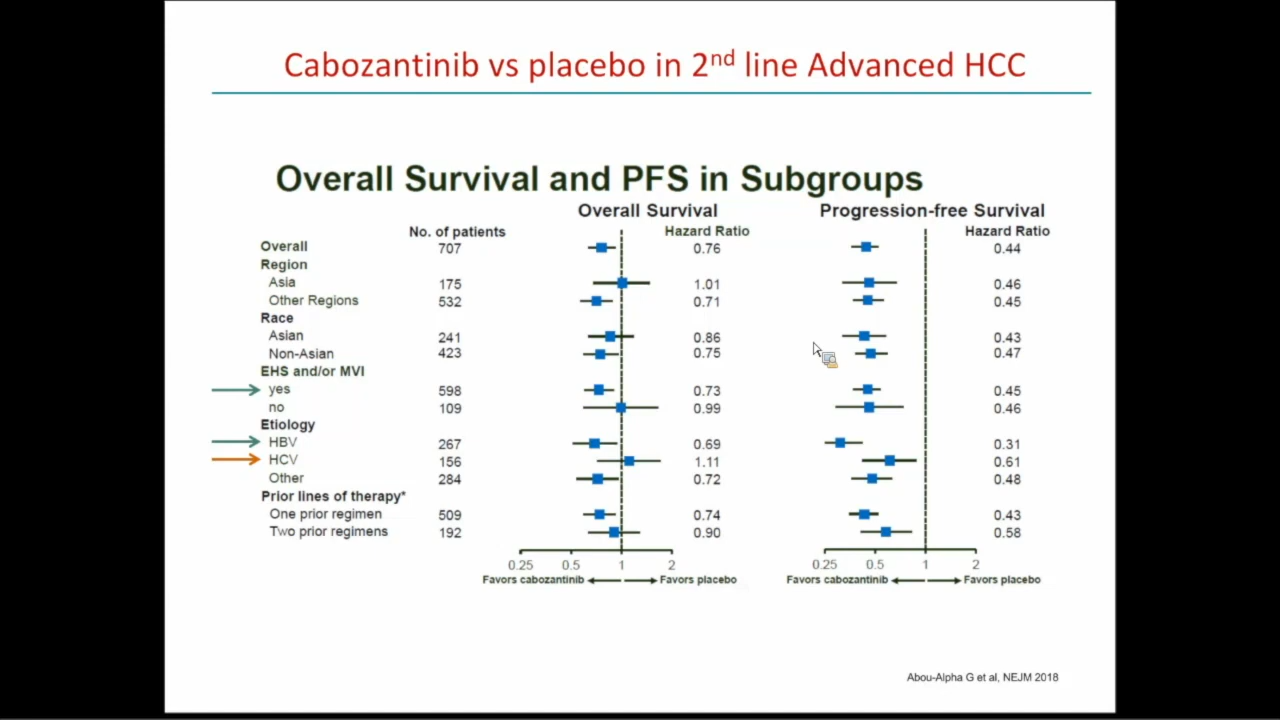 Cabozantinib vs placebo in 2nd line Advanced HCC
Overall Survival and PFS in Subgroups
Overall Survival Progression-free Survival
No. of patients Hazard Ratio Hazard Ratio
Overall 707 0.76 0.44
Region
Asia 175 1.01 0.46
Other Regions 532 0.71 0.45
Race
Asian 241 0.86 0.43
Non-Asian 423 0.75 0.47
EHS and/or MVI
yes 598 0.73 0.45
no 109 0.99 0.46
Etiology
HBV 267 0.69 0.31
HCV 156 1.11 0.61
Other 284 0.72 0.48
Prior lines of therapy*
One prior regimen 509 0.74 0.43
Two prior regimens 192 0.90 0.58
0.25 0.5 1 2 0.25 0.5 1 2
Favors cabozantinib Favors placebo Favors cabozantinib Favors placebo
Abou-Alpha G et al, NEJM 2018